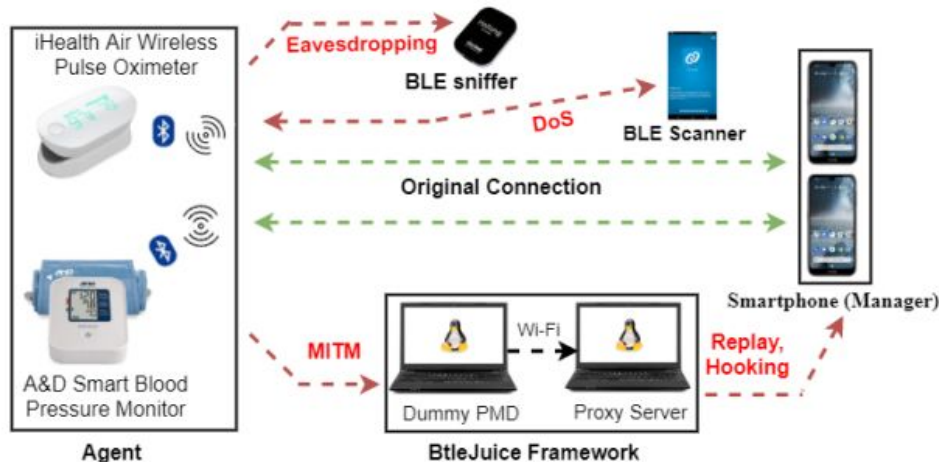 iHealth Air Wireless
Pulse Oximeter
Eavesdropping
BLE sniffer
DoS
BLE Scanner
Original Connection
Smartphone (Manager)
MITM
Wi-Fi
Replay,
Hooking
Dummy PMD
Proxy Server
A&D Smart Blood
Pressure Monitor
Agent
BtleJuice Framework